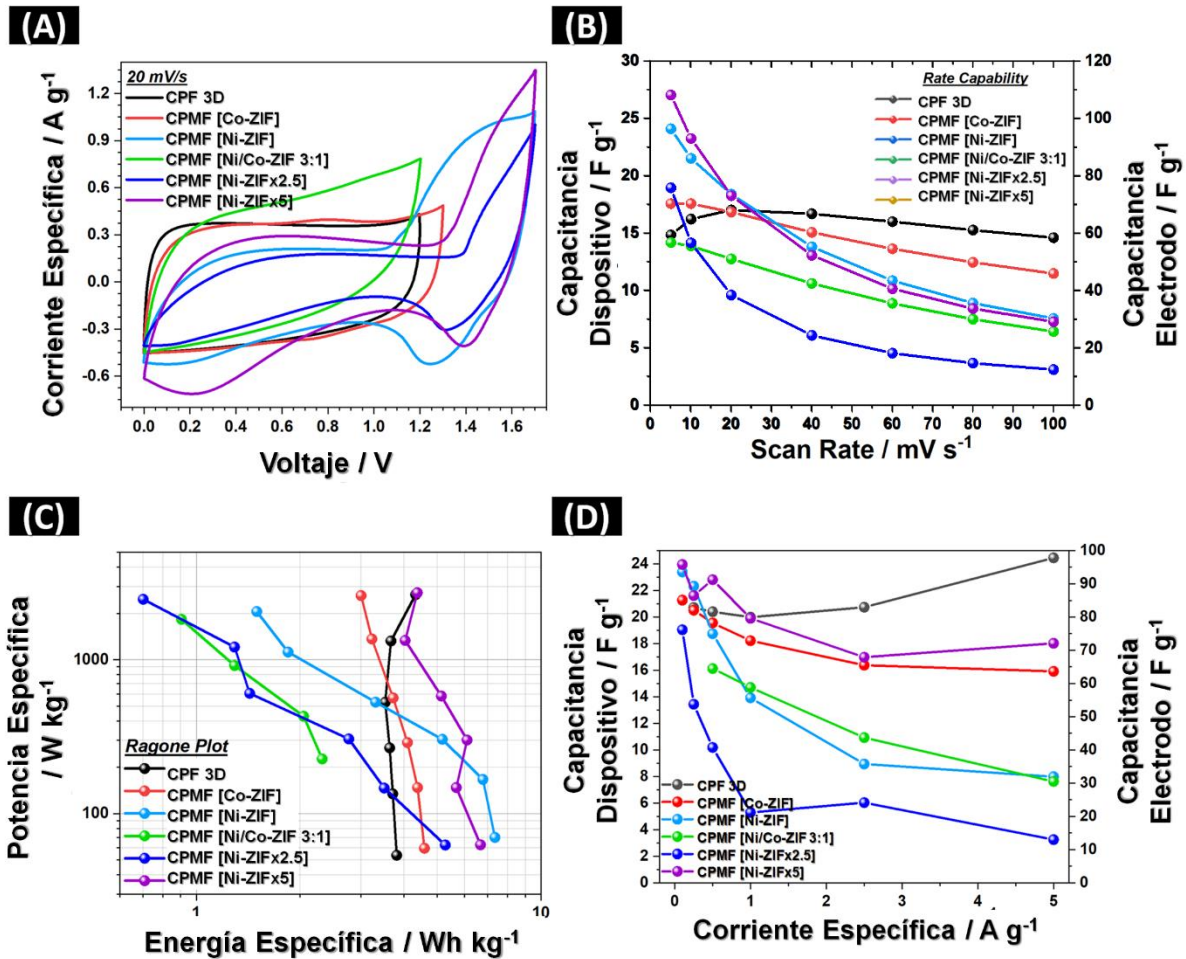 (A)
20 mV/s
CPF 3D
CPMF [Co-ZIF]
CPMF [Ni-ZIF]
CPMF [Ni/Co-ZIF 3:1]
CPMF [Ni-ZIFx2.5]
CPMF [Ni-ZIFx5]
Corriente Específica / A g⁻¹
1.2
0.9
0.6
0.3
0.0
-0.3
-0.6
0.0 0.2 0.4 0.6 0.8 1.0 1.2 1.4 1.6
Voltaje / V
(B)
Rate Capability
CPF 3D
CPMF [Co-ZIF]
CPMF [Ni-ZIF]
CPMF [Ni/Co-ZIF 3:1]
CPMF [Ni-ZIFx2.5]
CPMF [Ni-ZIFx5]
Capacitancia
Dispositivo / F g⁻¹
30
25
20
15
10
5
0
Capacitancia
Electrodo / F g⁻¹
120
100
80
60
40
20
0
0 10 20 30 40 50 60 70 80 90 100
Scan Rate / mV s⁻¹
(C)
Potencia Específica
/ W kg⁻¹
1000
100
Ragone Plot
CPF 3D
CPMF [Co-ZIF]
CPMF [Ni-ZIF]
CPMF [Ni/Co-ZIF 3:1]
CPMF [Ni-ZIFx2.5]
CPMF [Ni-ZIFx5]
1 10
Energía Específica / Wh kg⁻¹
(D)
Capacitancia
Dispositivo / F g⁻¹
24
22
20
18
16
14
12
10
8
6
4
2
0
CPF 3D
CPMF [Co-ZIF]
CPMF [Ni-ZIF]
CPMF [Ni/Co-ZIF 3:1]
CPMF [Ni-ZIFx2.5]
CPMF [Ni-ZIFx5]
Capacitancia
Electrodo / F g⁻¹
100
90
80
70
60
50
40
30
20
10
0
0 1 2 3 4 5
Corriente Específica / A g⁻¹